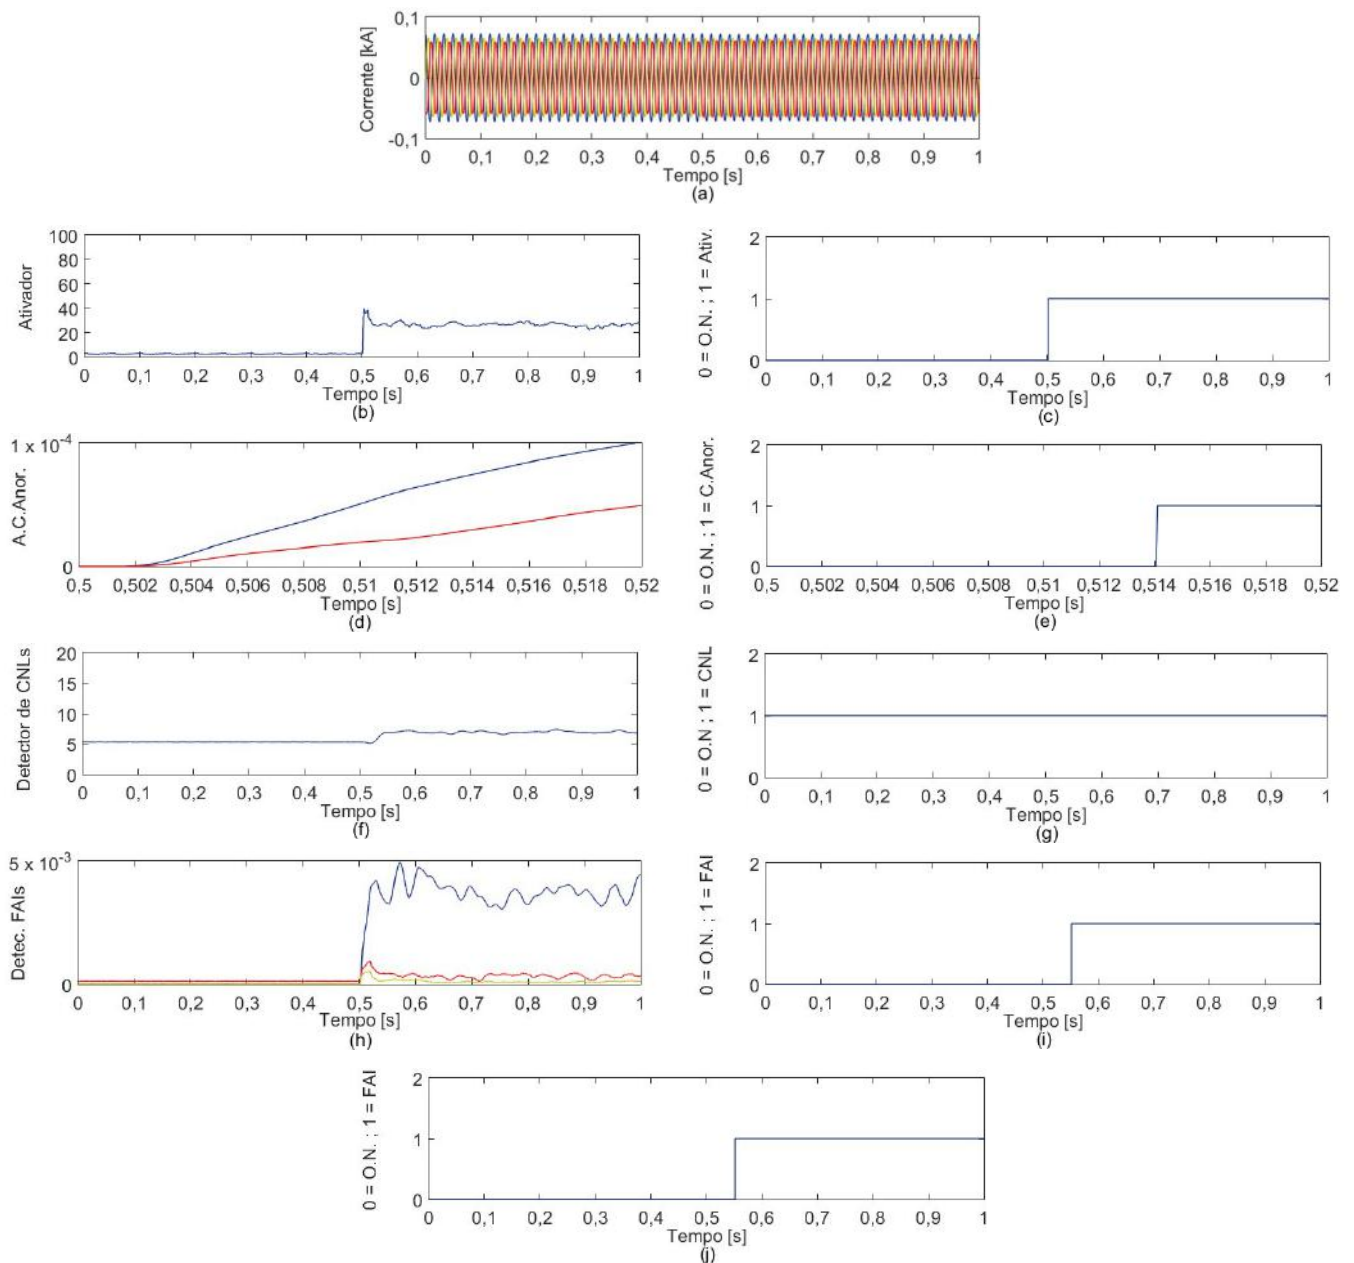 Corrente [kA]
0,1
0
-0,1
0 0,1 0,2 0,3 0,4 0,5 0,6 0,7 0,8 0,9 1
Tempo [s]
(a)
Ativador
100
80
60
40
20
0
0 0,1 0,2 0,3 0,4 0,5 0,6 0,7 0,8 0,9 1
Tempo [s]
(b)
0 = O.N. ; 1 = Ativ.
2
1
0
0 0,1 0,2 0,3 0,4 0,5 0,6 0,7 0,8 0,9 1
Tempo [s]
(c)
A.C.Anor.
1 x 10-4
0
0,5 0,502 0,504 0,506 0,508 0,51 0,512 0,514 0,516 0,518 0,52
Tempo [s]
(d)
0 = O.N. ; 1 = C.Anor.
2
1
0
0,5 0,502 0,504 0,506 0,508 0,51 0,512 0,514 0,516 0,518 0,52
Tempo [s]
(e)
Detector de CNLs
20
15
10
5
0
0 0,1 0,2 0,3 0,4 0,5 0,6 0,7 0,8 0,9 1
Tempo [s]
(f)
0 = O.N ; 1 = CNL
2
1
0
0 0,1 0,2 0,3 0,4 0,5 0,6 0,7 0,8 0,9 1
Tempo [s]
(g)
Detec. FAIs
5 x 10-3
0
0 0,1 0,2 0,3 0,4 0,5 0,6 0,7 0,8 0,9 1
Tempo [s]
(h)
0 = O.N. ; 1 = FAI
2
1
0
0 0,1 0,2 0,3 0,4 0,5 0,6 0,7 0,8 0,9 1
Tempo [s]
(i)
0 = O.N. ; 1 = FAI
2
1
0
0 0,1 0,2 0,3 0,4 0,5 0,6 0,7 0,8 0,9 1
Tempo [s]
(j)